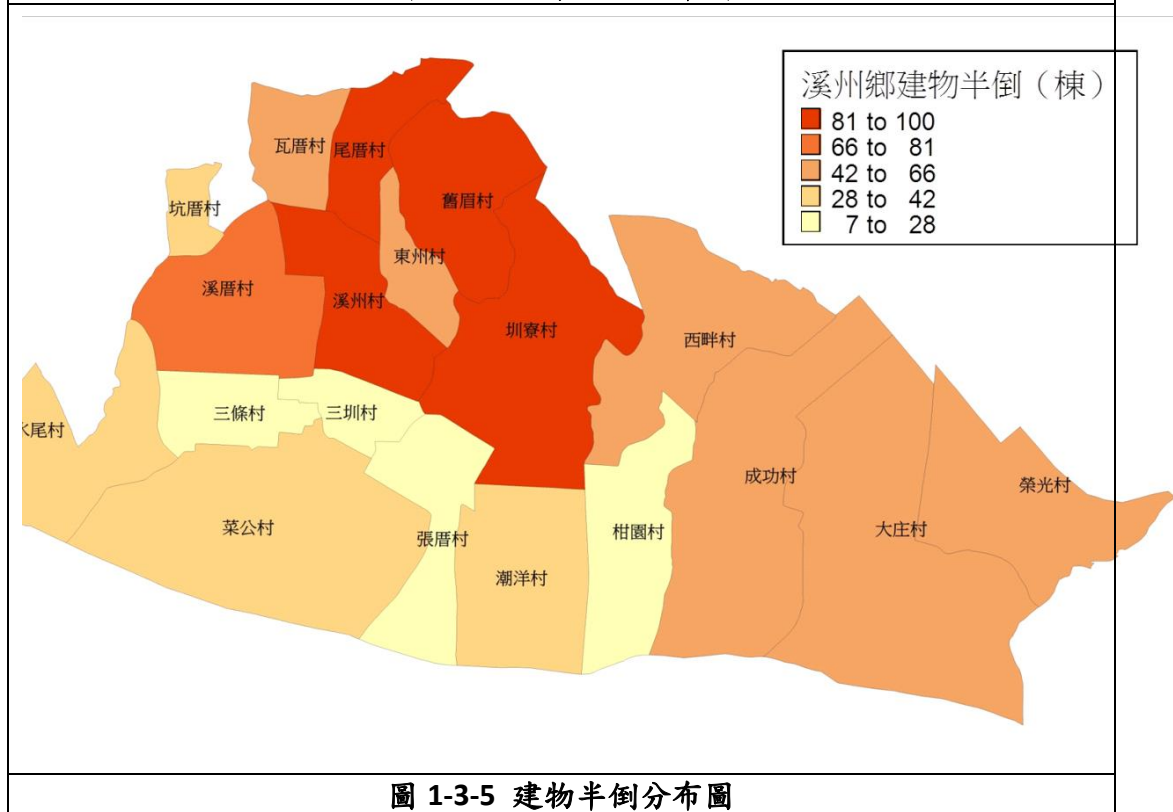 溪州鄉建物半倒（棟）
81 to 100
66 to 81
42 to 66
28 to 42
7 to 28
瓦厝村
尾厝村
坑厝村
舊眉村
東州村
溪厝村
溪州村
圳寮村
西畔村
三條村
三圳村
水尾村
成功村
榮光村
菜公村
張厝村
柑園村
大庄村
潮洋村
圖 1-3-5 建物半倒分布圖